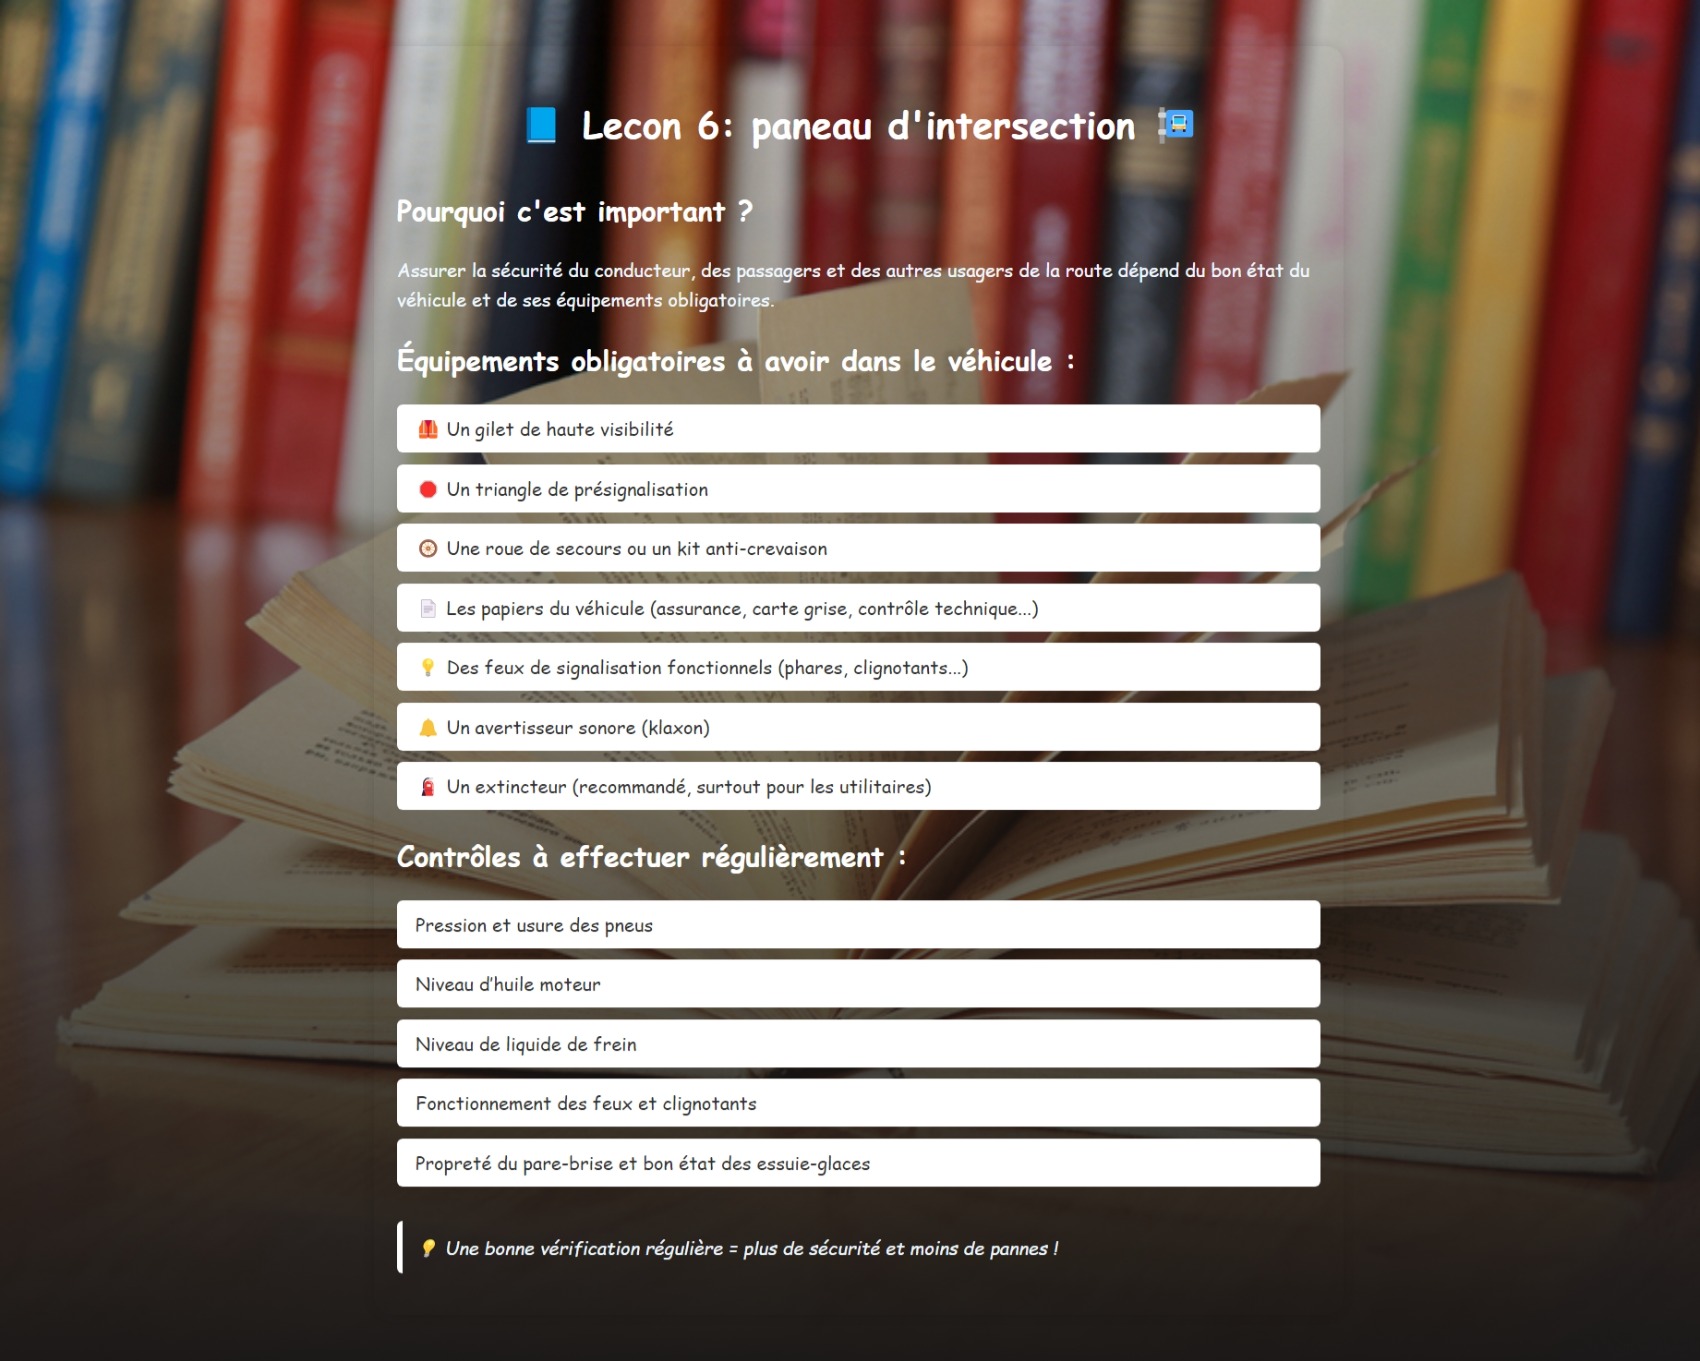 Lecon 6: paneau d'intersection
Pourquoi c'est important ?
Assurer la sécurité du conducteur, des passagers et des autres usagers de la route dépend du bon état du
véhicule et de ses équipements obligatoires.
Équipements obligatoires à avoir dans le véhicule :
Un gilet de haute visibilité
Un triangle de présignalisation
Une roue de secours ou un kit anti-crevaison
Les papiers du véhicule (assurance, carte grise, contrôle technique...)
Des feux de signalisation fonctionnels (phares, clignotants...)
Un avertisseur sonore (klaxon)
Un extincteur (recommandé, surtout pour les utilitaires)
Contrôles à effectuer régulièrement :
Pression et usure des pneus
Niveau d'huile moteur
Niveau de liquide de frein
Fonctionnement des feux et clignotants
Propreté du pare-brise et bon état des essuie-glaces
Une bonne vérification régulière = plus de sécurité et moins de pannes !